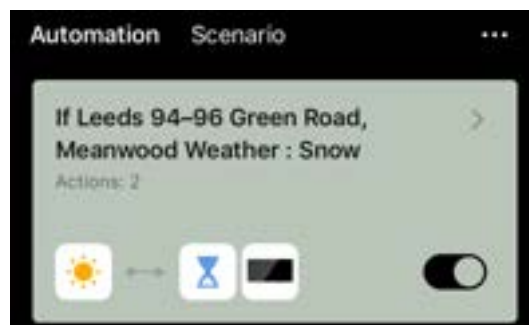 Automation Scenario
If Leeds 94–96 Green Road,
Meanwood Weather : Snow
Actions: 2